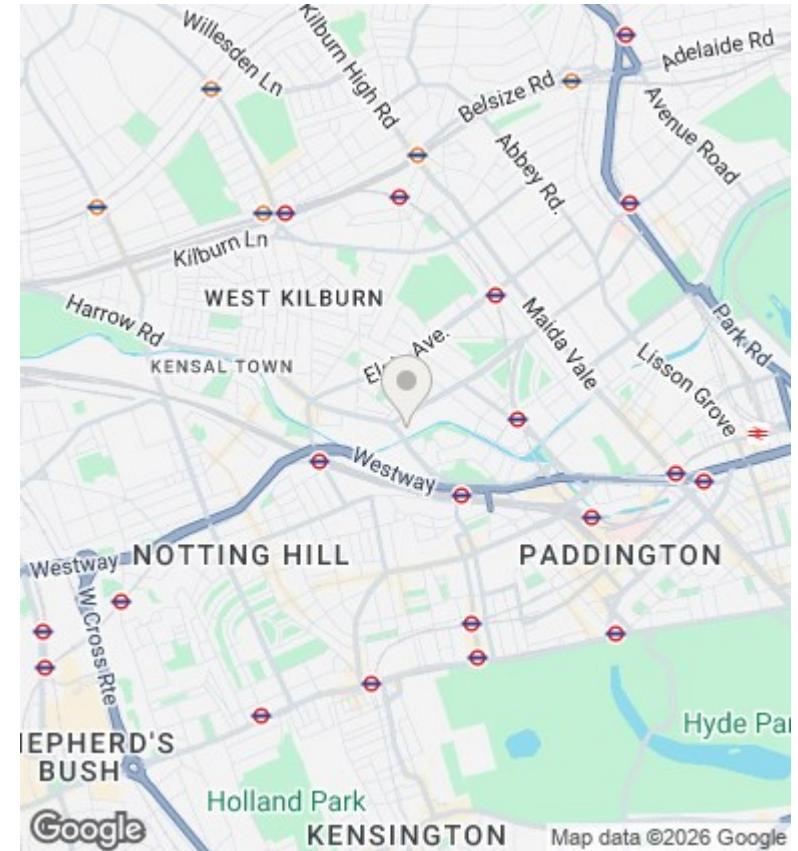 Willesden Ln
Kilburn High Rd
Adelaide Rd
Belsize Rd
Avenue Road
Abbey Rd.
Kilburn Ln
WEST KILBURN
Harrow Rd
Maida Vale
Park Rd
Ave.
KENSAL TOWN
Lisson Grove
Westway
Westway
NOTTING HILL
PADDINGTON
W Cross Rte
HEPHERD'S
BUSH
Hyde Par
Holland Park
Google
KENSINGTON
Map data ©2026 Google